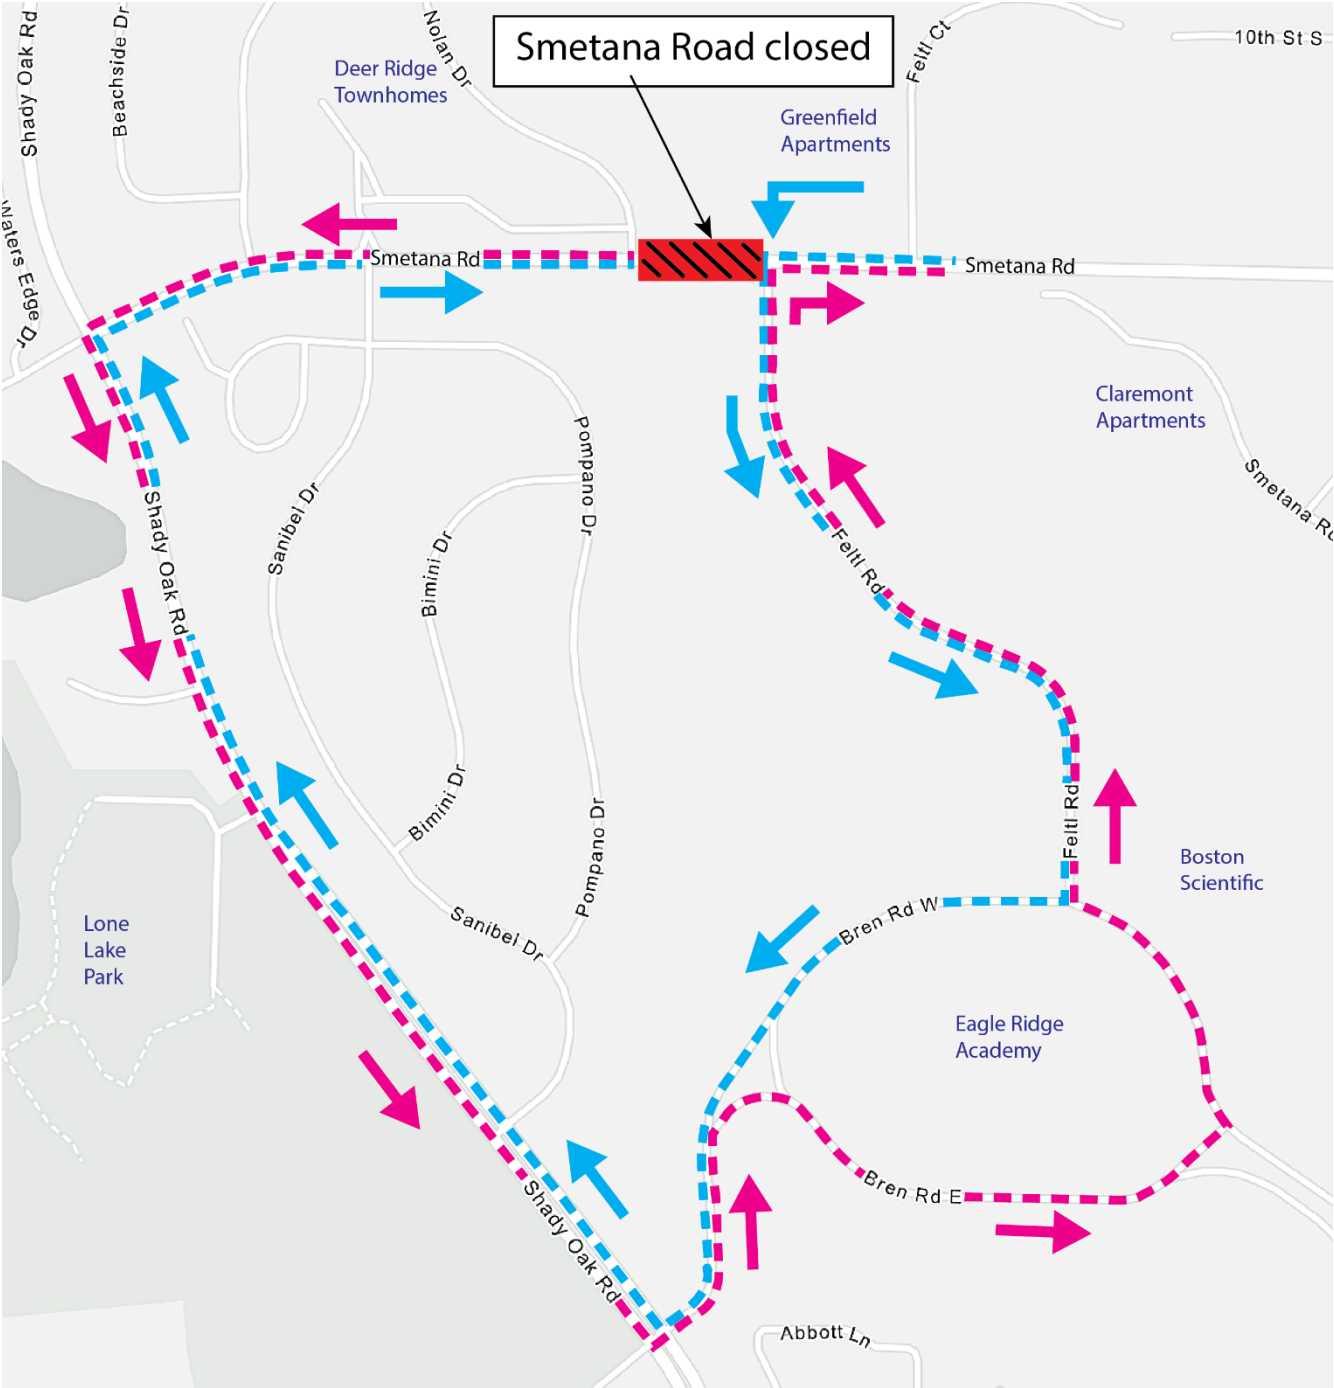 Shady Oak Rd
Beachside Dr
Nolan Dr
Smetana Road closed
Feltl Ct
10th St S
Deer Ridge
Townhomes
Greenfield
Apartments
Waters Edge Dr
Smetana Rd
Smetana Rd
Claremont
Apartments
Smetana Rd
Pompano Dr
Sanibel Dr
Bimini Dr
Shady Oak Rd
Feltl Rd
Bimini Dr
Pompano Dr
Feltl Rd
Boston
Scientific
Lone
Lake
Park
Sanibel Dr
Bren Rd W
Eagle Ridge
Academy
Bren Rd E
Shady Oak Rd
Abbott Ln